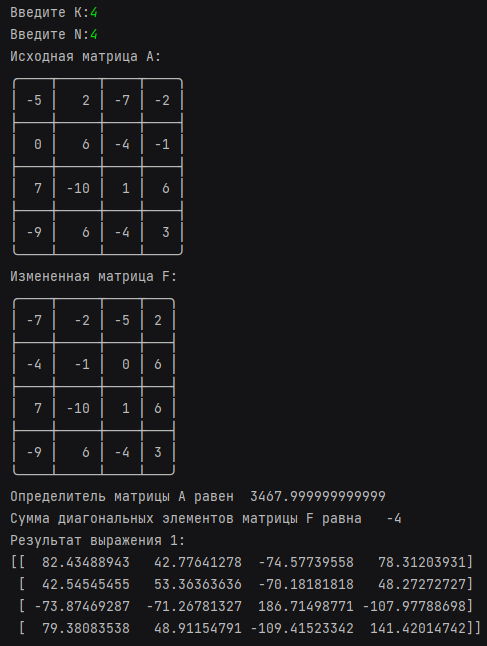 Введите K:4
Введите N:4
Исходная матрица A:
-5 2 -7 -2
0 6 -4 -1
7 -10 1 6
-9 6 -4 3
Измененная матрица F:
-7 -2 -5 2
-4 -1 0 6
7 -10 1 6
-9 6 -4 3
Определитель матрицы A равен 3467.999999999999
Сумма диагональных элементов матрицы F равна -4
Результат выражения 1:
[[ 82.43488943 42.77641278 -74.57739558 78.31203931]
[ 42.54545455 53.36363636 -70.18181818 48.27272727]
[ -73.87469287 -71.26781327 186.71498771 -107.97788698]
[ 79.38083538 48.91154791 -109.41523342 141.42014742]]